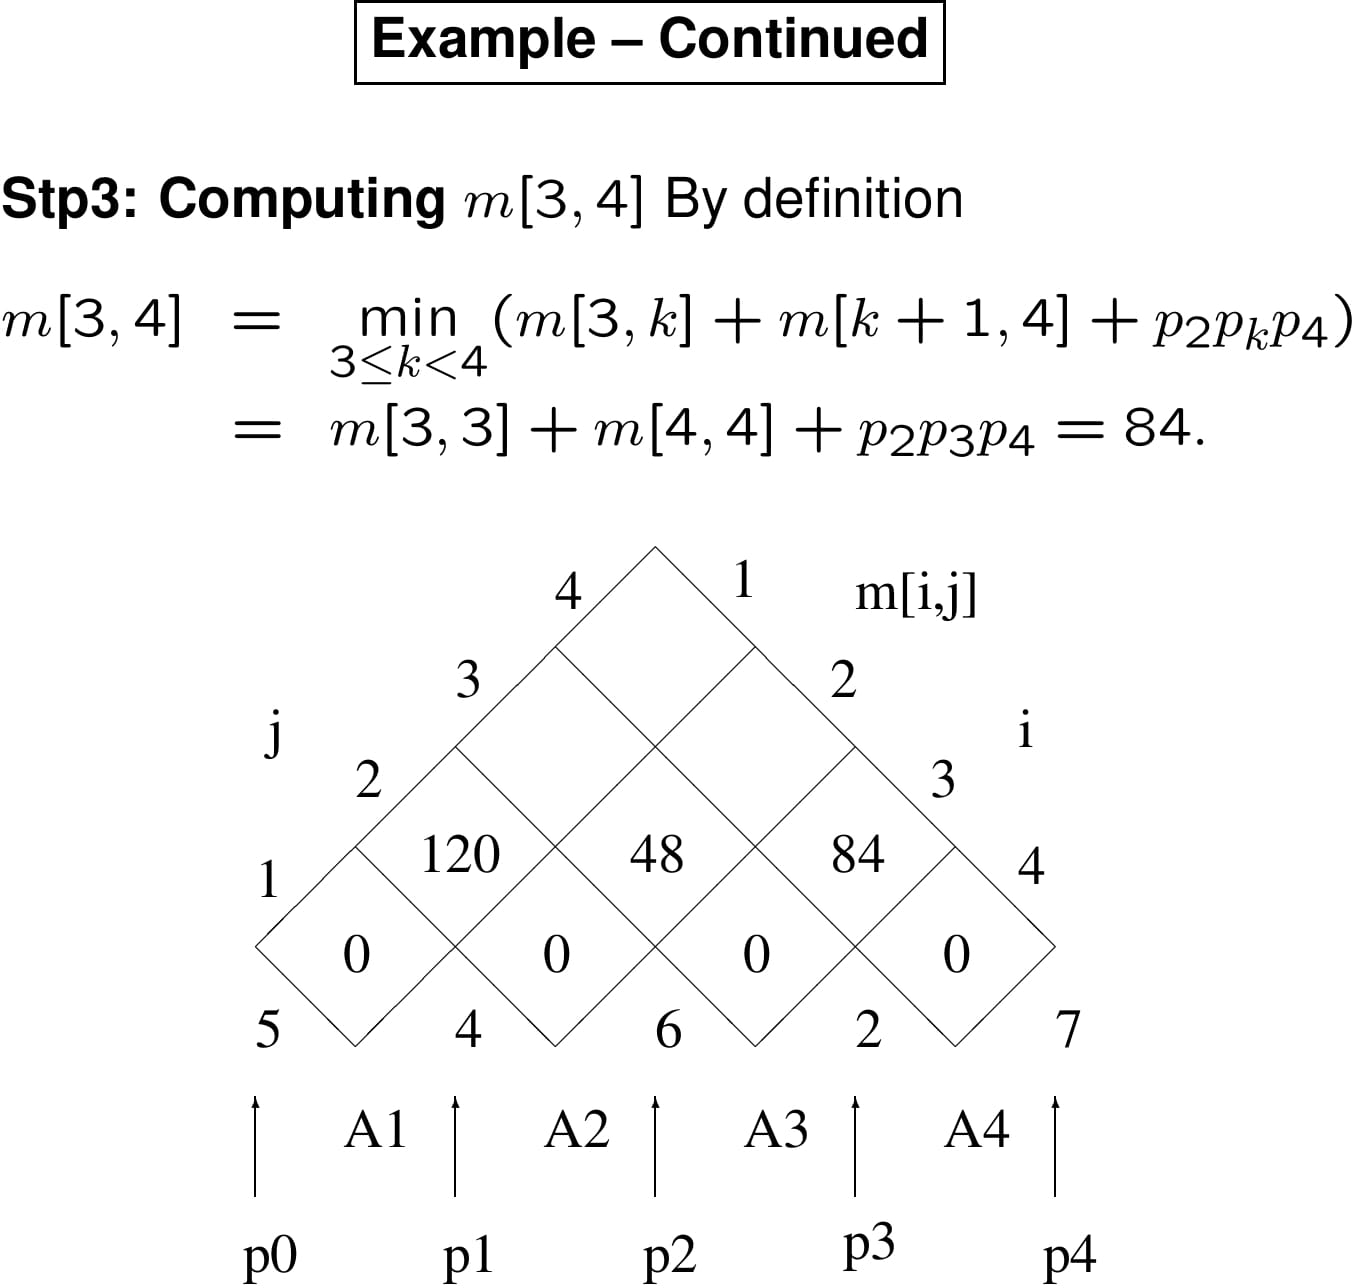 Example – Continued
Stp3: Computing m[3, 4] By definition
m[3, 4] = min (m[3, k] + m[k + 1, 4] + p2pkp4)
3≤k<4
= m[3, 3] + m[4, 4] + p2p3p4 = 84.
4 1 m[i,j]
3 2
j i
2 3
120 48 84
1 4
0 0 0 0
5 4 6 2 7
A1 A2 A3 A4
p0 p1 p2 p3 p4